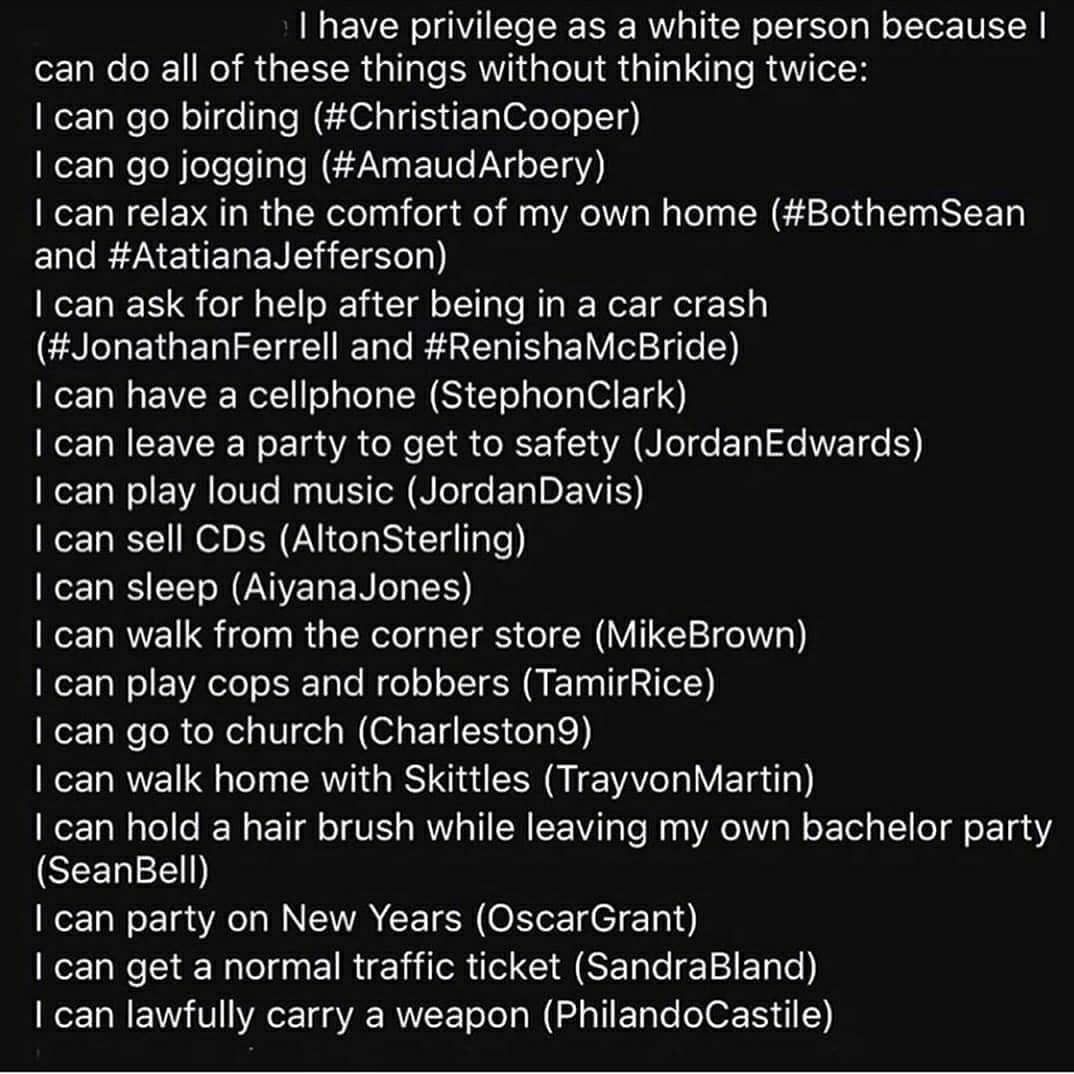 I have privilege as a white person because I
can do all of these things without thinking twice:
I can go birding (#ChristianCooper)
I can go jogging (#AmaudArbery)
I can relax in the comfort of my own home (#BothemSean
and #AtatianaJefferson)
I can ask for help after being in a car crash
(#JonathanFerrell and #RenishaMcBride)
I can have a cellphone (StephonClark)
I can leave a party to get to safety (JordanEdwards)
I can play loud music (JordanDavis)
I can sell CDs (AltonSterling)
I can sleep (AiyanaJones)
I can walk from the corner store (MikeBrown)
I can play cops and robbers (TamirRice)
I can go to church (Charleston9)
I can walk home with Skittles (TrayvonMartin)
I can hold a hair brush while leaving my own bachelor party
(SeanBell)
I can party on New Years (OscarGrant)
I can get a normal traffic ticket (SandraBland)
I can lawfully carry a weapon (PhilandoCastile)